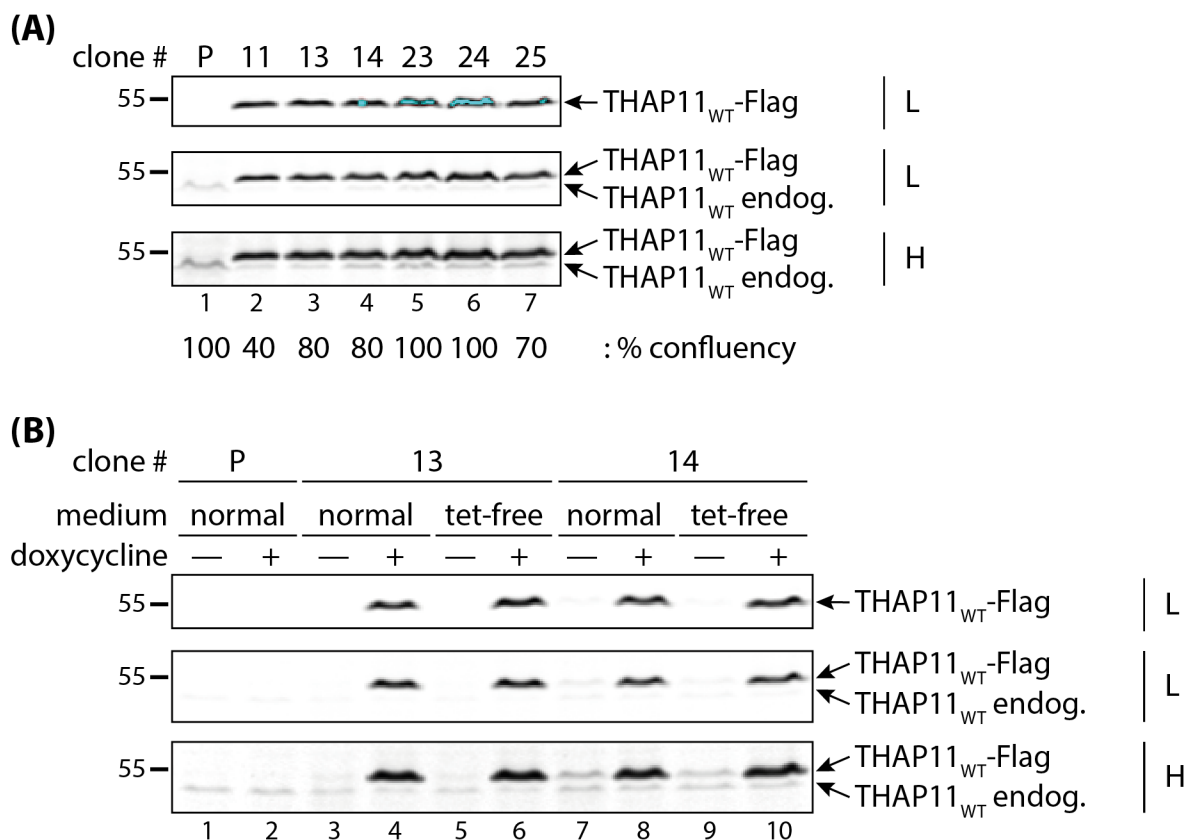 (A)
clone # P 11 13 14 23 24 25
55 THAP11WT-Flag L
55 THAP11WT-Flag L
THAP11WT endog.
55 THAP11WT-Flag H
THAP11WT endog.
1 2 3 4 5 6 7
100 40 80 80 100 100 70 : % confluency
(B)
clone # P 13 14
medium normal normal tet-free normal tet-free
doxycycline — + — + — + — + — +
55 THAP11WT-Flag L
55 THAP11WT-Flag L
THAP11WT endog.
55 THAP11WT-Flag H
THAP11WT endog.
1 2 3 4 5 6 7 8 9 10